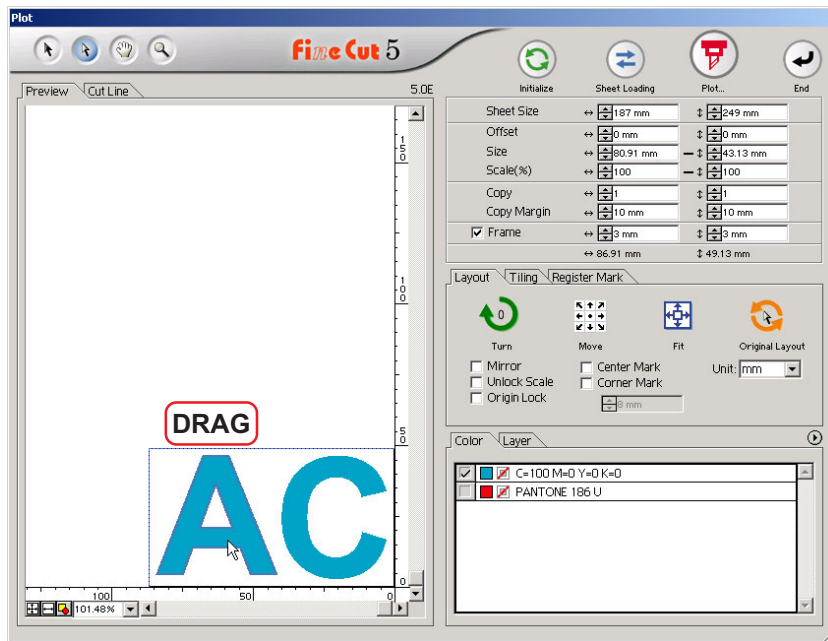 Plot
FineCut 5
Initialize
Sheet Loading
Plot...
End
Preview
Cut Line
5.0E
Sheet Size 187 mm 249 mm
Offset 0 mm 0 mm
Size 80.91 mm 43.13 mm
Scale(%) 100 100
Copy 1 1
Copy Margin 10 mm 10 mm
Frame 3 mm 3 mm
86.91 mm 49.13 mm
Layout Tiling Register Mark
0
Turn Move Fit Original Layout
Mirror Center Mark Unit: mm
Unlock Scale Corner Mark
Origin Lock 8 mm
150
100
50
0
DRAG
AC
100 50 0
101.48%
Color Layer
C=100 M=0 Y=0 K=0
PANTONE 186 U